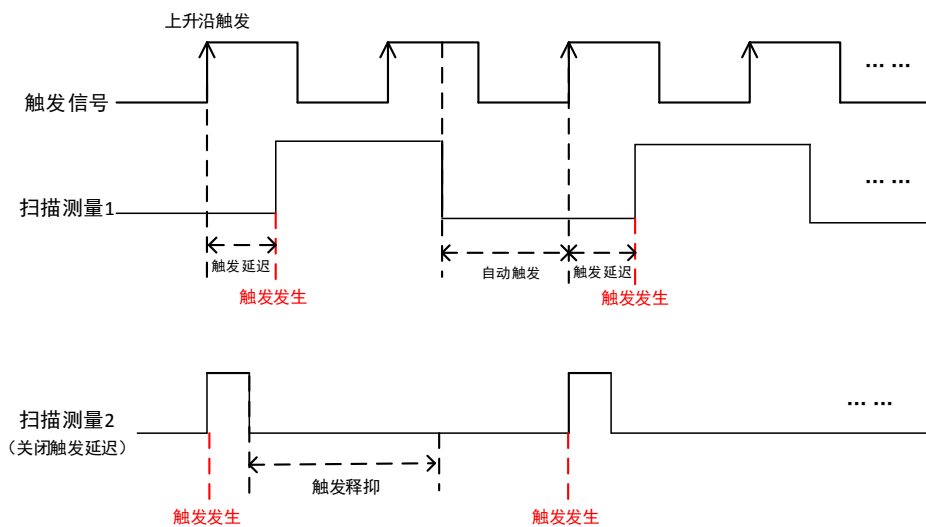 上升沿触发
触发信号
... ...
扫描测量1
... ...
触发延迟
自动触发
触发延迟
触发发生
触发发生
扫描测量2
（关闭触发延迟）
... ...
触发释抑
触发发生
触发发生